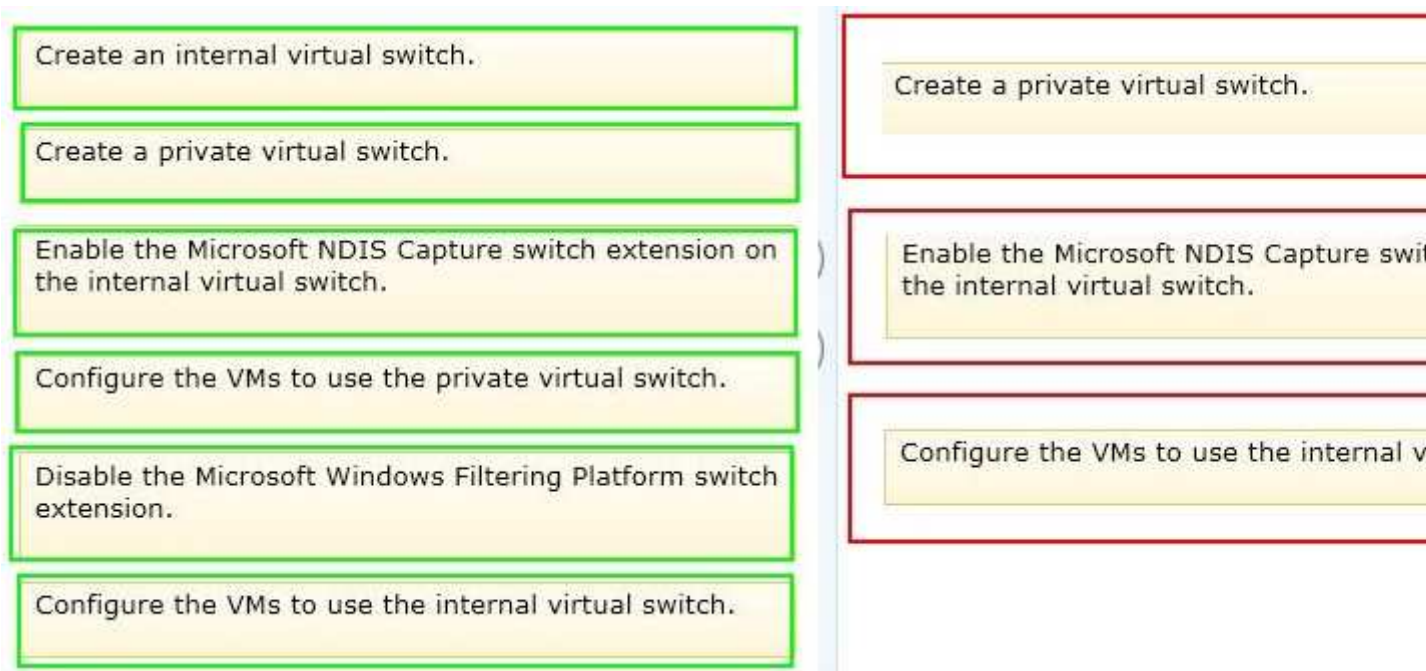 Create an internal virtual switch.
Create a private virtual switch.
Enable the Microsoft NDIS Capture switch extension on
the internal virtual switch.
Configure the VMs to use the private virtual switch.
Disable the Microsoft Windows Filtering Platform switch
extension.
Configure the VMs to use the internal virtual switch.
Create a private virtual switch.
Enable the Microsoft NDIS Capture swit
the internal virtual switch.
Configure the VMs to use the internal v